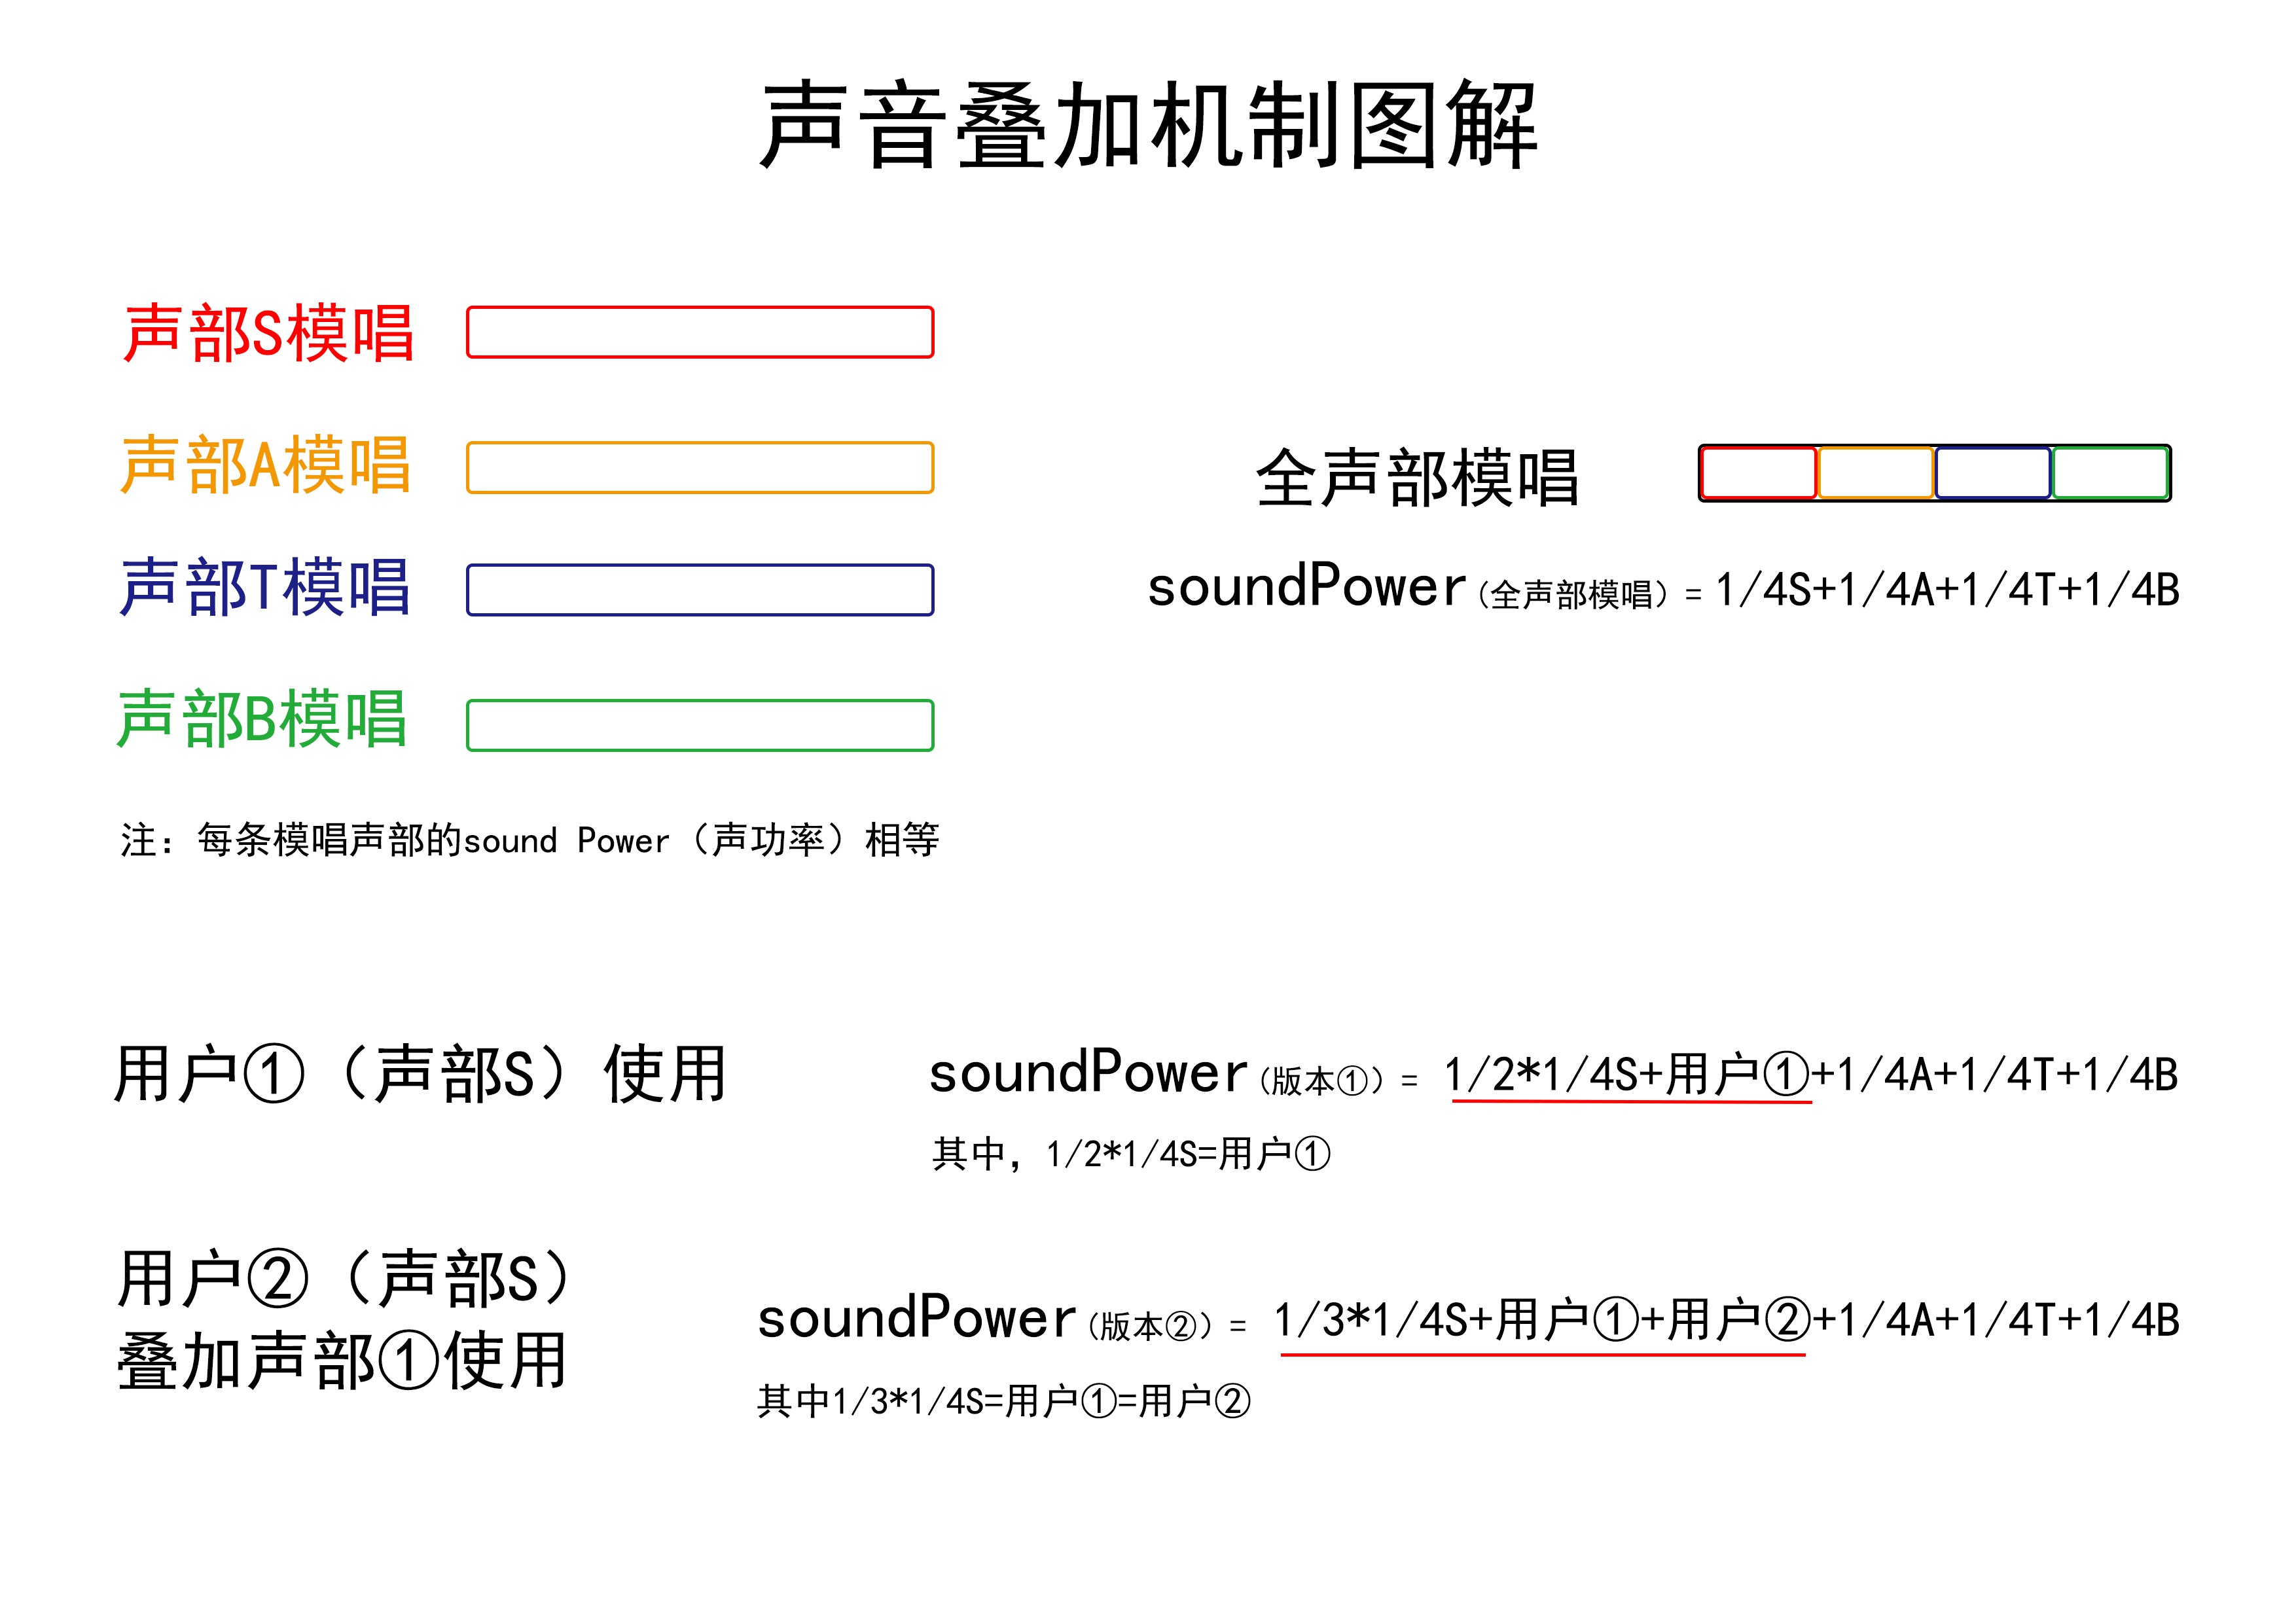 声音叠加机制图解
声部S模唱
声部A模唱
声部T模唱
声部B模唱
注：每条模唱声部的sound Power（声功率）相等
全声部模唱
soundPower（全声部模唱）= 1/4S+1/4A+1/4T+1/4B
用户①（声部S）使用
soundPower（版本①）= 1/2*1/4S+用户①+1/4A+1/4T+1/4B
其中，1/2*1/4S=用户①
用户②（声部S）
叠加声部①使用
soundPower（版本②）= 1/3*1/4S+用户①+用户②+1/4A+1/4T+1/4B
其中1/3*1/4S=用户①=用户②